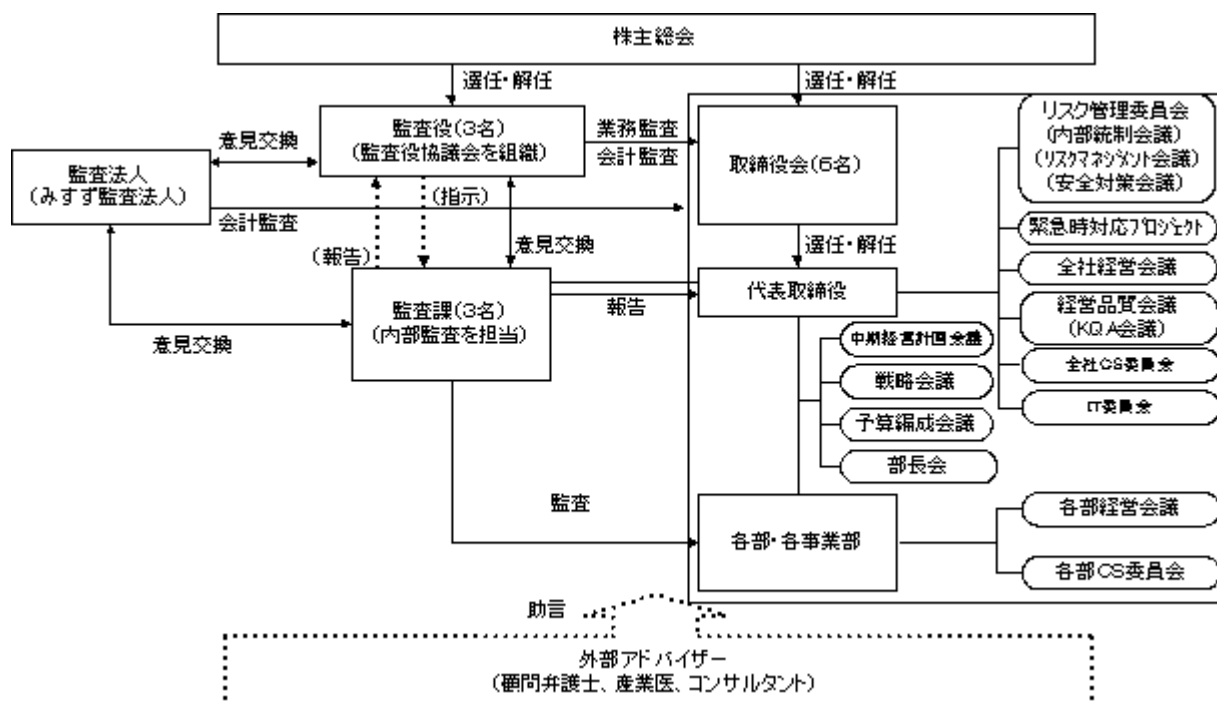 株主総会
選任・解任
選任・解任
監査役(3名)
(監査役協議会を組織)
業務監査
会計監査
取締役会(6名)
リスク管理委員会
(内部統制会議)
(リスクマネジメント会議)
(安全対策会議)
意見交換
監査法人
(みすず監査法人)
会計監査
(指示)
(報告)
意見交換
選任・解任
緊急時対応プロジェクト
全社経営会議
経営品質会議
(KQA会議)
全社CS委員会
IT委員会
監査課(3名)
(内部監査を担当)
報告
代表取締役
意見交換
中期経営計画会議
戦略会議
予算編成会議
部長会
監査
各部・各事業部
各部経営会議
各部CS委員会
助言
外部アドバイザー
(顧問弁護士、産業医、コンサルタント)